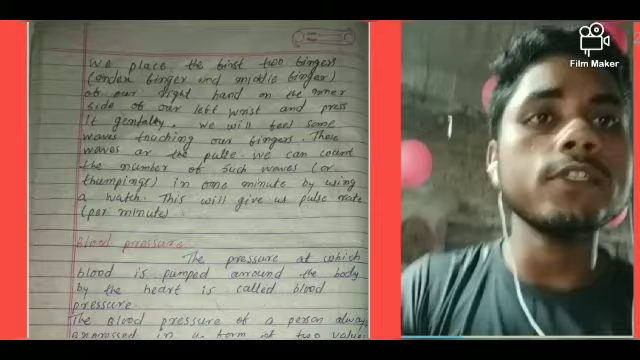 We place the first two fingers
(index finger and middle finger)
of our right hand on the inner
side of our left wrist and press
it gentally. We will feel some
waves touching our fingers. These
waves are the pulse. We can count
the number of such waves (or
thumpings) in one minute by using
a watch. This will give us pulse rate
(per minute)
Blood pressure
The pressure at which
blood is pumped arround the body
by the heart is called blood
pressure.
The Blood pressure of a person always
expressed in a form of two values
Film Maker
2